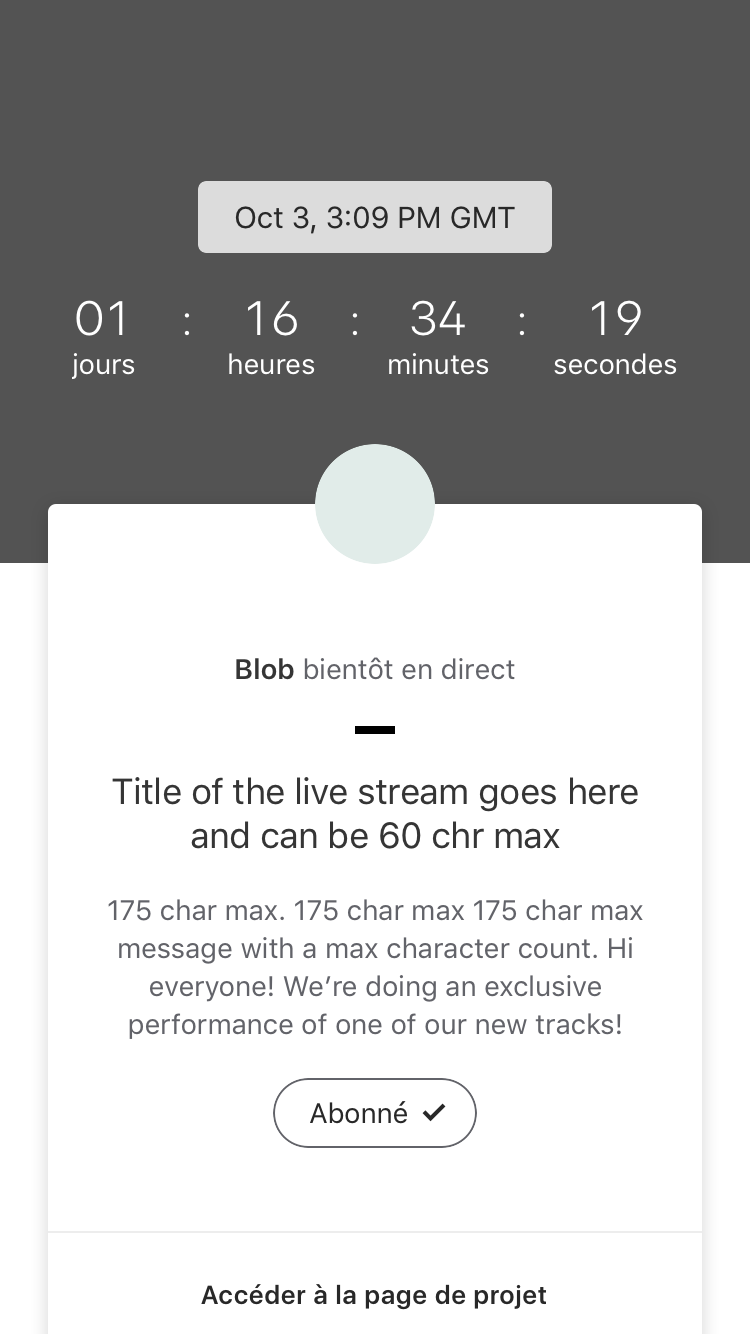 Oct 3, 3:09 PM GMT
01 : 16 : 34 : 19
jours heures minutes secondes
Blob bientôt en direct
Title of the live stream goes here
and can be 60 chr max
175 char max. 175 char max 175 char max
message with a max character count. Hi
everyone! We’re doing an exclusive
performance of one of our new tracks!
Abonné ✓
Accéder à la page de projet